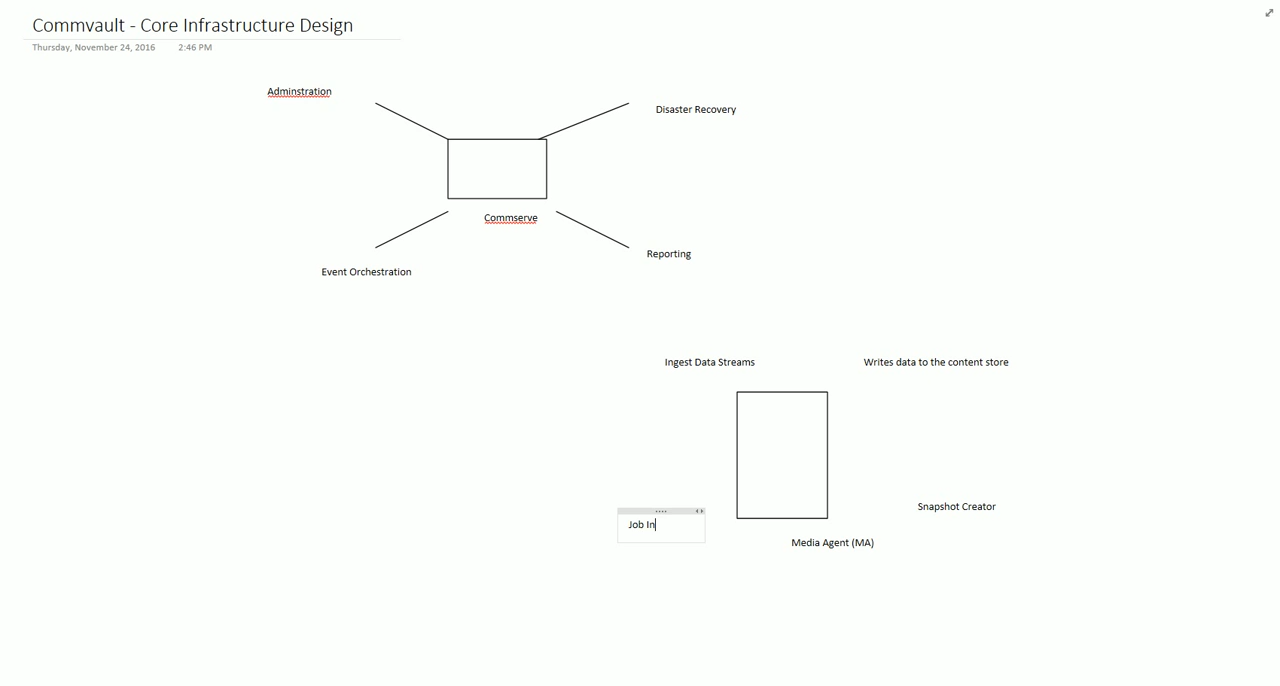 Commvault - Core Infrastructure Design
Thursday, November 24, 2016 2:46 PM
Adminstration
Disaster Recovery
Commserve
Reporting
Event Orchestration
Ingest Data Streams
Writes data to the content store
Snapshot Creator
Job In
Media Agent (MA)